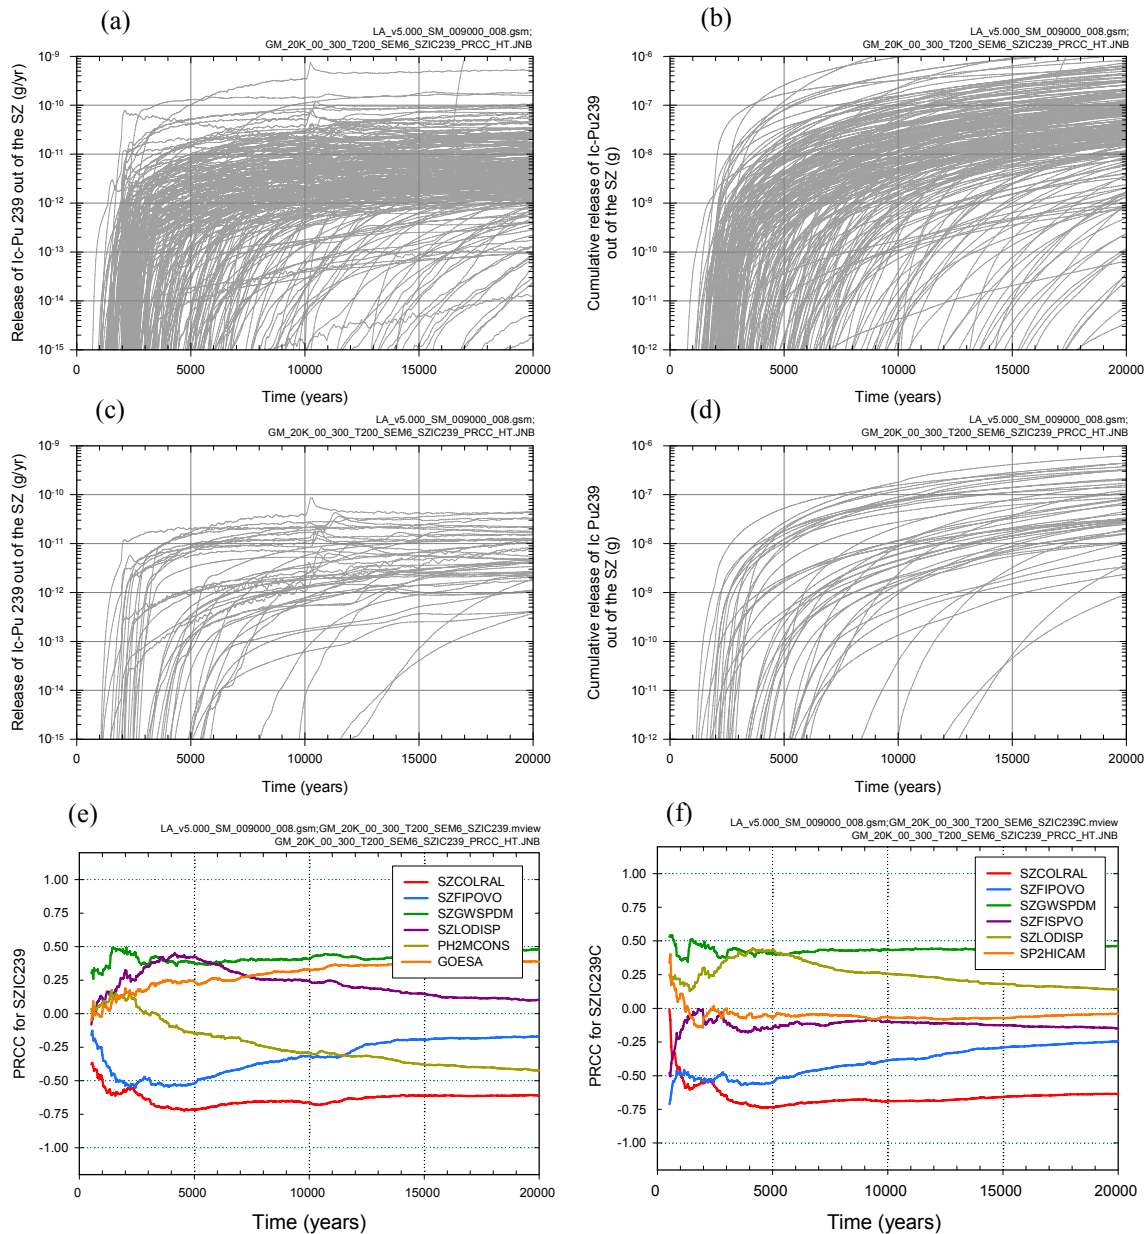 (a)
LA_v5.000_SM_009000_008.gsm;
GM_20K_00_300_T200_SEM6_SZIC239_PRCC_HT.JNB
Release of Ic-Pu 239 out of the SZ (g/yr)
10-9
10-10
10-11
10-12
10-13
10-14
10-15
0 5000 10000 15000 20000
Time (years)
(b)
LA_v5.000_SM_009000_008.gsm;
GM_20K_00_300_T200_SEM6_SZIC239_PRCC_HT.JNB
Cumulative release of Ic-Pu239
out of the SZ (g)
10-6
10-7
10-8
10-9
10-10
10-11
10-12
0 5000 10000 15000 20000
Time (years)
(c)
LA_v5.000_SM_009000_008.gsm;
GM_20K_00_300_T200_SEM6_SZIC239_PRCC_HT.JNB
Release of Ic-Pu 239 out of the SZ (g/yr)
10-9
10-10
10-11
10-12
10-13
10-14
10-15
0 5000 10000 15000 20000
Time (years)
(d)
LA_v5.000_SM_009000_008.gsm;
GM_20K_00_300_T200_SEM6_SZIC239_PRCC_HT.JNB
Cumulative release of Ic Pu239
out of the SZ (g)
10-6
10-7
10-8
10-9
10-10
10-11
10-12
0 5000 10000 15000 20000
Time (years)
(e)
LA_v5.000_SM_009000_008.gsm;GM_20K_00_300_T200_SEM6_SZIC239.mview
GM_20K_00_300_T200_SEM6_SZIC239_PRCC_HT.JNB
PRCC for SZIC239
1.00
0.75
0.50
0.25
0.00
-0.25
-0.50
-0.75
-1.00
SZCOLRAL
SZFIPOVO
SZGWSPDM
SZLODISP
PH2MCONS
GOESA
0 5000 10000 15000 20000
Time (years)
(f)
LA_v5.000_SM_009000_008.gsm;GM_20K_00_300_T200_SEM6_SZIC239C.mview
GM_20K_00_300_T200_SEM6_SZIC239_PRCC_HT.JNB
PRCC for SZIC239C
1.00
0.75
0.50
0.25
0.00
-0.25
-0.50
-0.75
-1.00
SZCOLRAL
SZFIPOVO
SZGWSPDM
SZFISPVO
SZLODISP
SP2HICAM
0 5000 10000 15000 20000
Time (years)